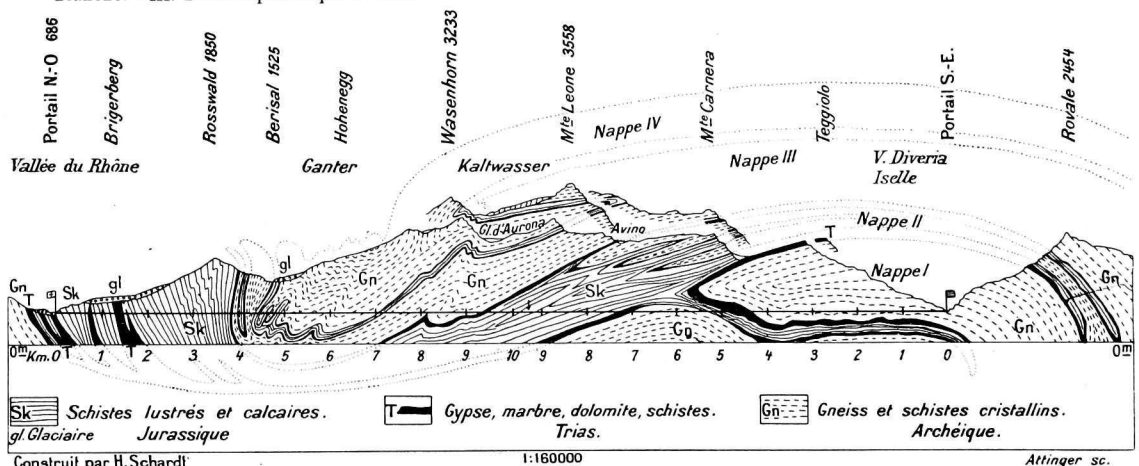 Portail N.-O 686
Brigerberg
Rosswald 1850
Berisal 1525
Hohenegg
Wasenhorn 3233
Mte Leone 3558
Mte Carnera
Teggiolo
Portail S.-E.
Rovale 2454
Nappe IV
Nappe III
Vallée du Rhône
Ganter
Kaltwasser
V. Diveria
Iselle
Nappe II
T
Gl. d'Aurona
Avino
gl
Gn
Nappe I
Gn
Gn
T
Sk
gl
Gn
Sk
Sk
Gn
Gn
0m Km. 0 1 2 3 4 5 6 7 8 9 10 9 8 7 6 5 4 3 2 1 0 0m
T T
Sk Schistes lustrés et calcaires. T Gypse, marbre, dolomite, schistes. Gn Gneiss et schistes cristallins.
gl. Glaciaire Jurassique Trias. Archéique.
Construit par H. Schardt 1:160000 Attinger sc.